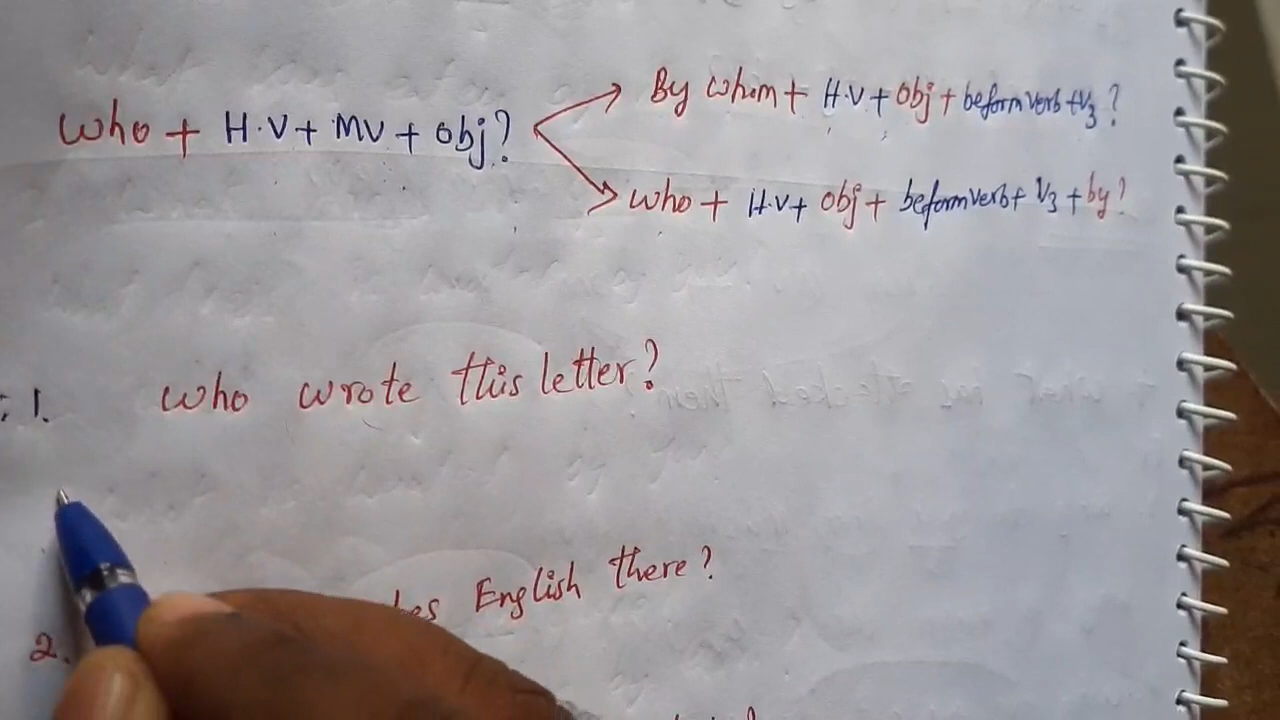 By whom + H.V + Obj + beform verb + V3 ?
Who + H.V + MV + Obj ?
who + H.V + Obj + beform verb + V3 + by ?
: 1. who wrote this letter ?
2. English there ?